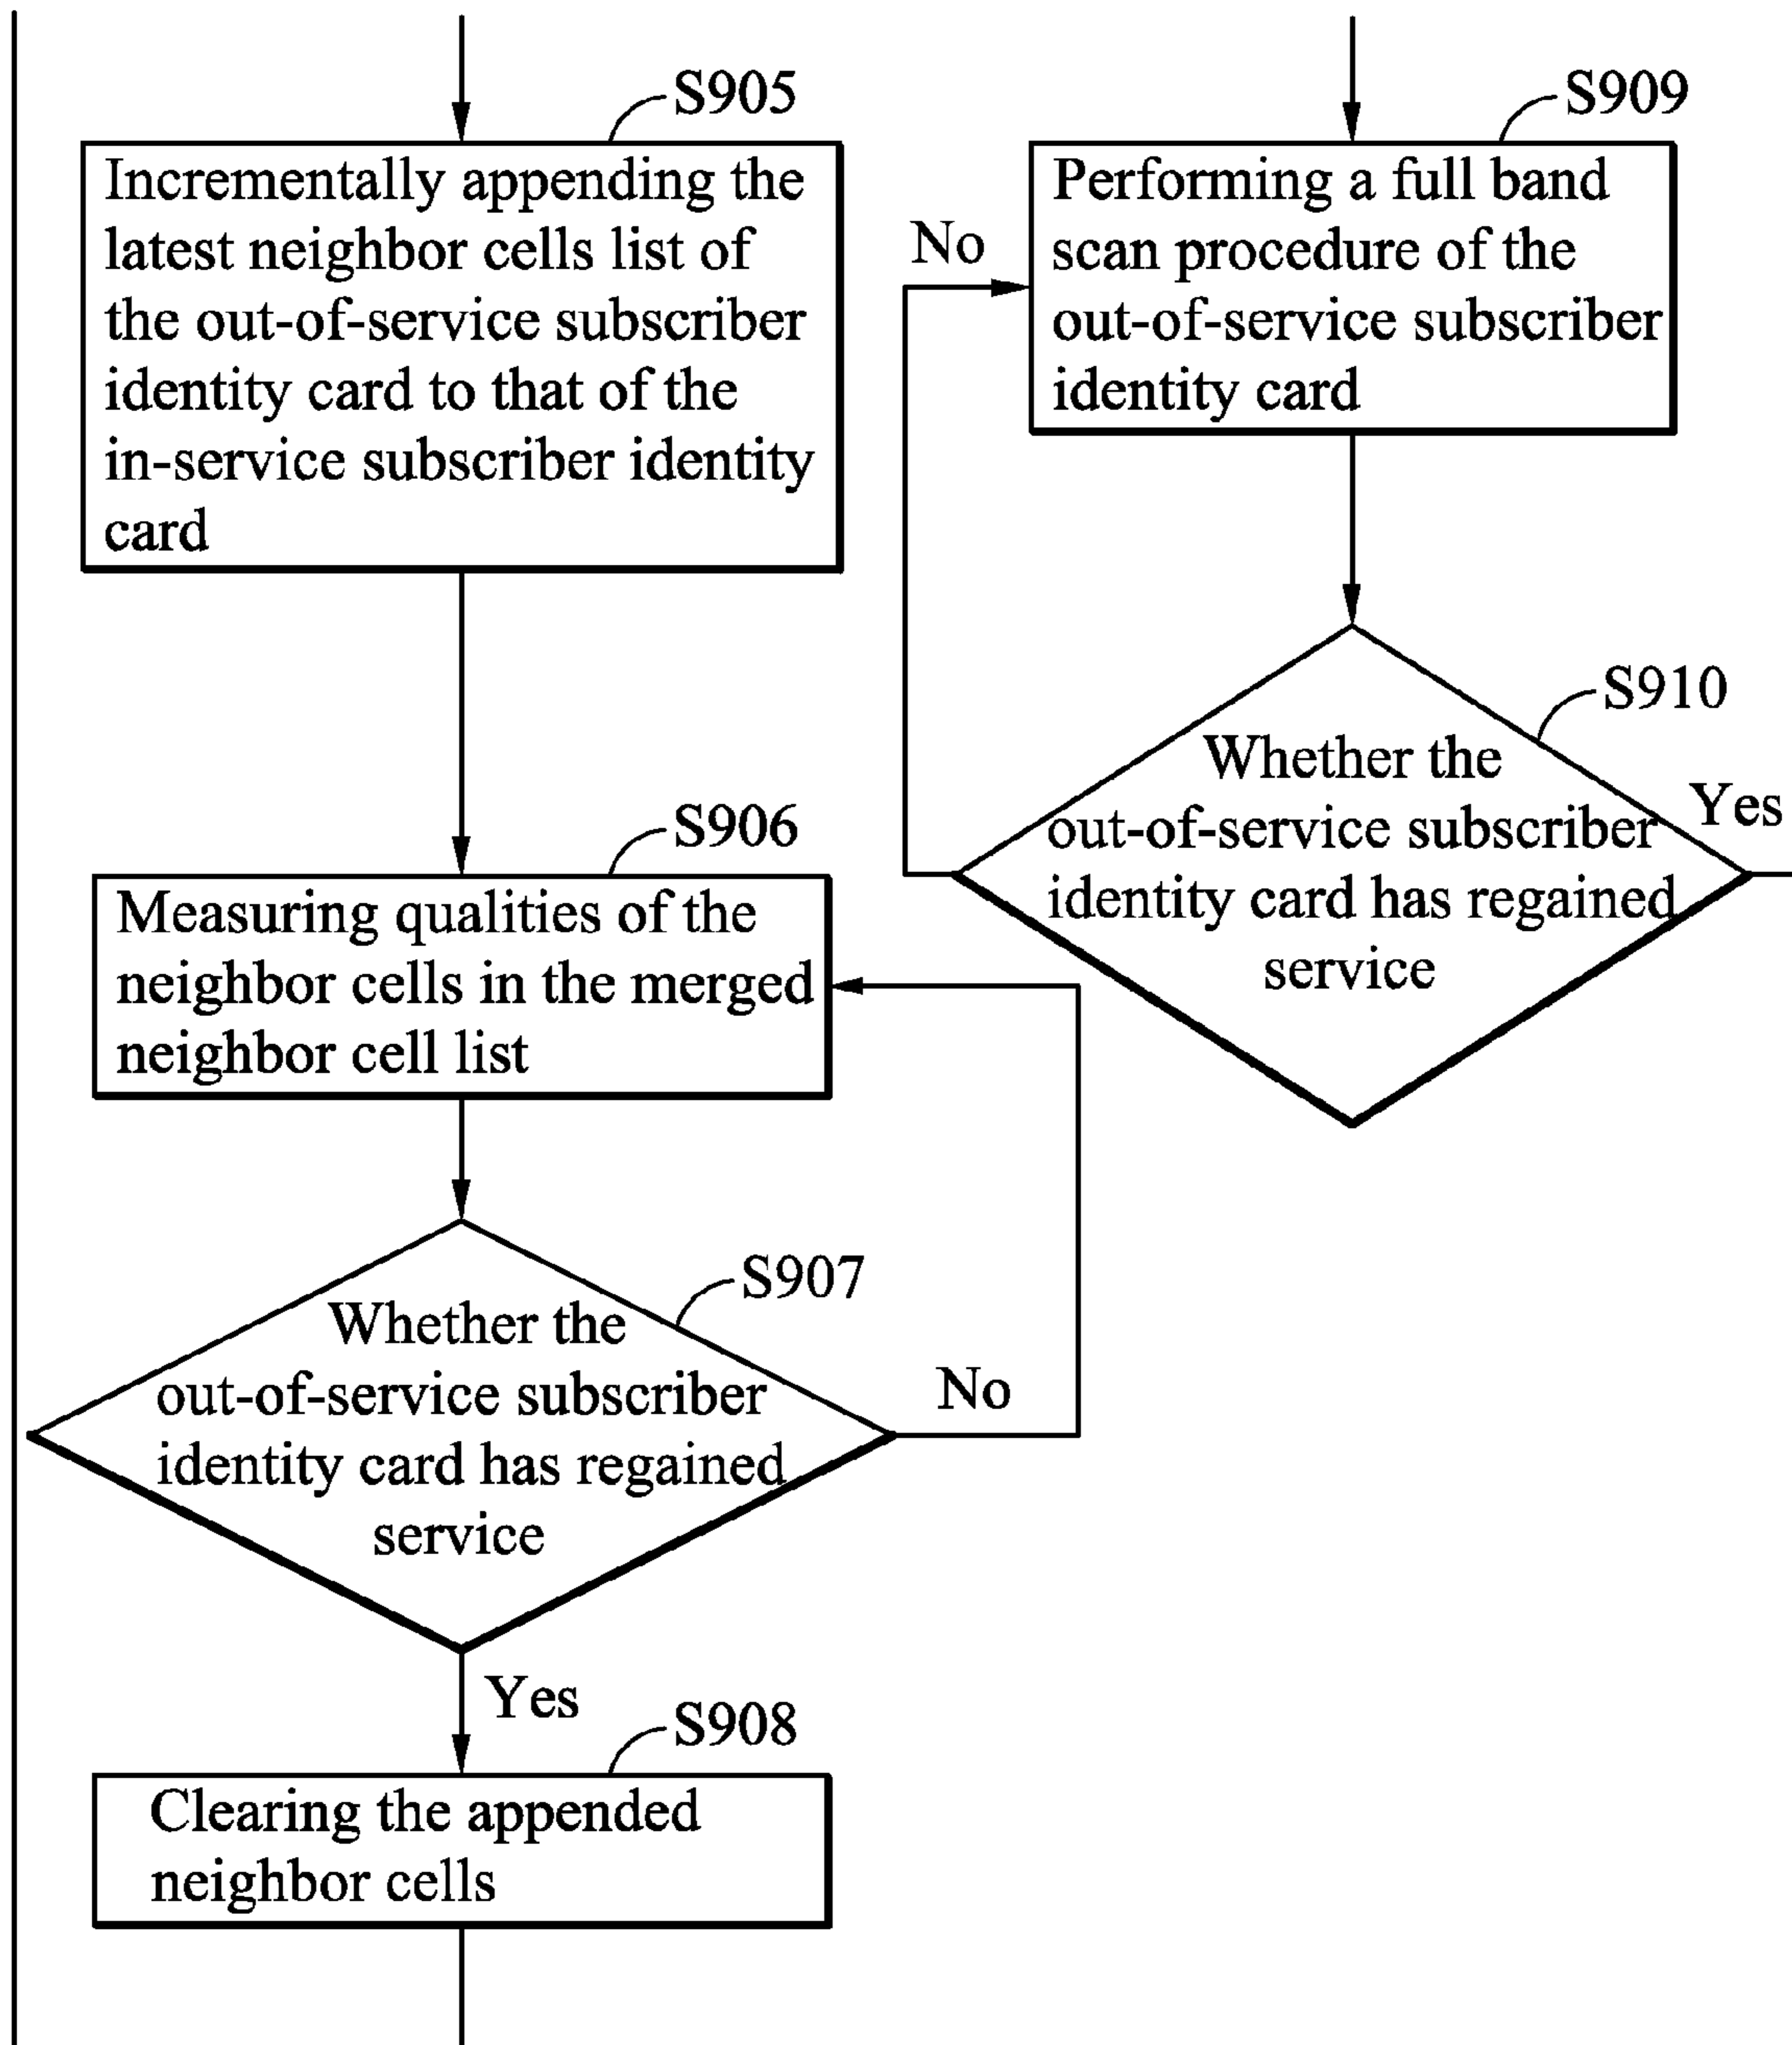 S905
Incrementally appending the
latest neighbor cells list of
the out-of-service subscriber
identity card to that of the
in-service subscriber identity
card
S906
Measuring qualities of the
neighbor cells in the merged
neighbor cell list
S907
Whether the
out-of-service subscriber
identity card has regained
service
No
Yes
S908
Clearing the appended
neighbor cells
S909
Performing a full band
scan procedure of the
out-of-service subscriber
identity card
No
S910
Whether the
out-of-service subscriber
identity card has regained
service
Yes